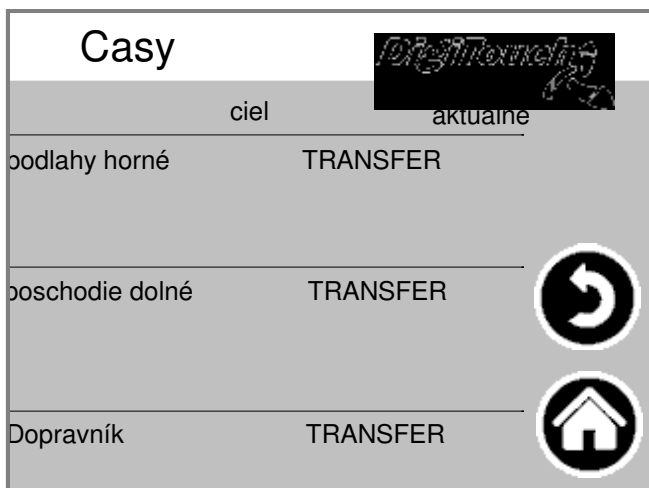 Casy
DigiTouch
ciel aktuálne
podlahy horné TRANSFER
poschodie dolné TRANSFER
Dopravník TRANSFER